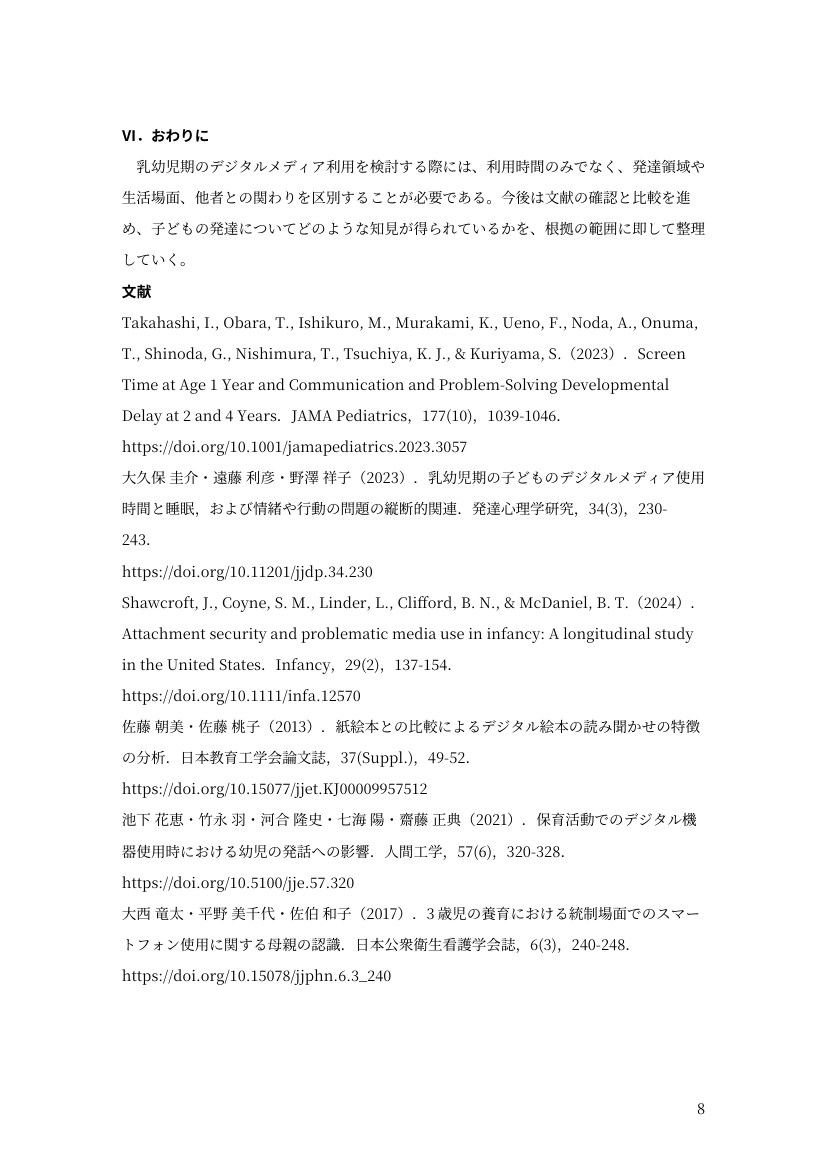 Ⅵ．おわりに
乳幼児期のデジタルメディア利用を検討する際には、利用時間のみでなく、発達領域や
生活場面、他者との関わりを区別することが必要である。今後は文献の確認と比較を進
め、子どもの発達についてどのような知見が得られているかを、根拠の範囲に即して整理
していく。
文献
Takahashi, I., Obara, T., Ishikuro, M., Murakami, K., Ueno, F., Noda, A., Onuma,
T., Shinoda, G., Nishimura, T., Tsuchiya, K. J., & Kuriyama, S.（2023）．Screen
Time at Age 1 Year and Communication and Problem-Solving Developmental
Delay at 2 and 4 Years．JAMA Pediatrics，177(10)，1039-1046.
https://doi.org/10.1001/jamapediatrics.2023.3057
大久保 圭介・遠藤 利彦・野澤 祥子（2023）．乳幼児期の子どものデジタルメディア使用
時間と睡眠，および情緒や行動の問題の縦断的関連．発達心理学研究，34(3)，230-
243.
https://doi.org/10.11201/jjdp.34.230
Shawcroft, J., Coyne, S. M., Linder, L., Clifford, B. N., & McDaniel, B. T.（2024）．
Attachment security and problematic media use in infancy: A longitudinal study
in the United States．Infancy，29(2)，137-154.
https://doi.org/10.1111/infa.12570
佐藤 朝美・佐藤 桃子（2013）．紙絵本との比較によるデジタル絵本の読み聞かせの特徴
の分析．日本教育工学会論文誌，37(Suppl.)，49-52.
https://doi.org/10.15077/jjet.KJ00009957512
池下 花恵・竹永 羽・河合 隆史・七海 陽・齋藤 正典（2021）．保育活動でのデジタル機
器使用時における幼児の発話への影響．人間工学，57(6)，320-328.
https://doi.org/10.5100/jje.57.320
大西 竜太・平野 美千代・佐伯 和子（2017）．3 歳児の養育における統制場面でのスマー
トフォン使用に関する母親の認識．日本公衆衛生看護学会誌，6(3)，240-248.
https://doi.org/10.15078/jjphn.6.3_240
8